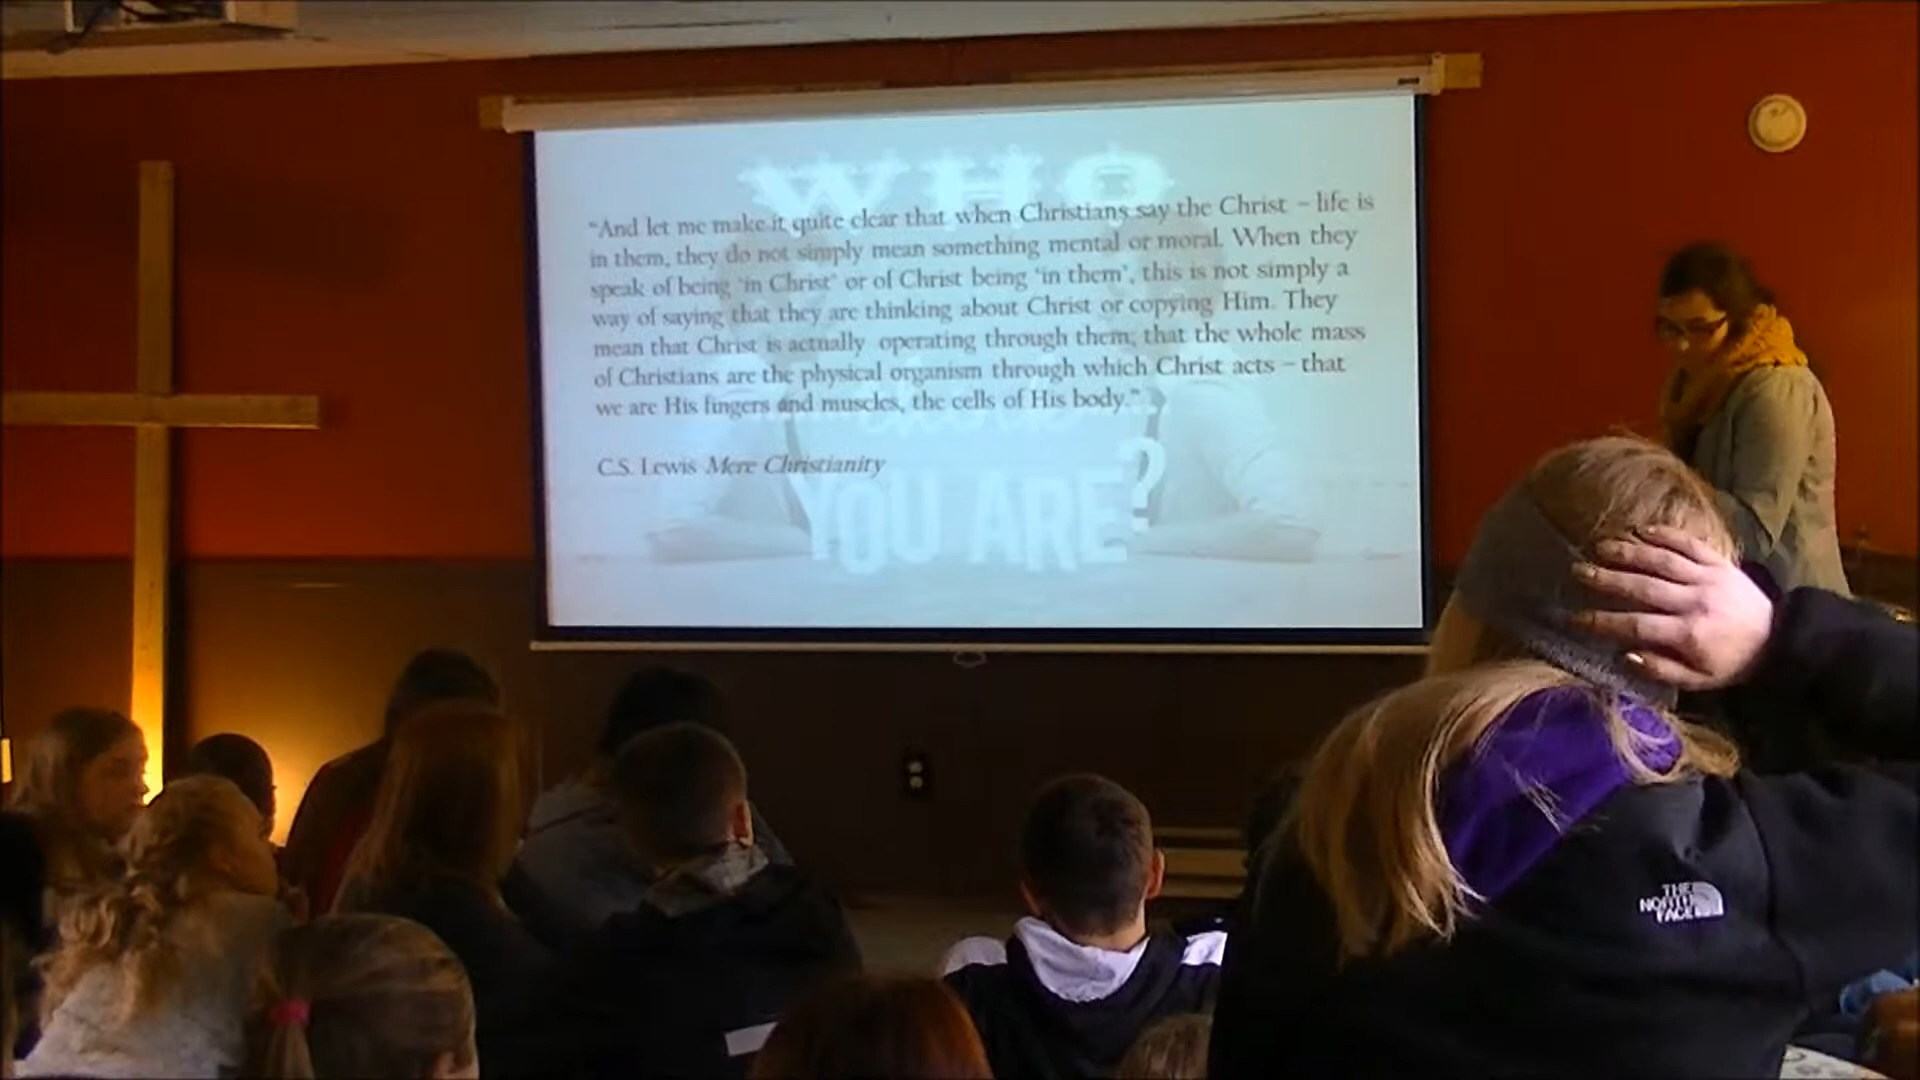 WHO
"And let me make it quite clear that when Christians say the Christ – life is
in them, they do not simply mean something mental or moral. When they
speak of being 'in Christ' or of Christ being 'in them', this is not simply a
way of saying that they are thinking about Christ or copying Him. They
mean that Christ is actually operating through them; that the whole mass
of Christians are the physical organism through which Christ acts – that
we are His fingers and muscles, the cells of His body."
C.S. Lewis Mere Christianity
YOU ARE?
THE
NORTH
FACE